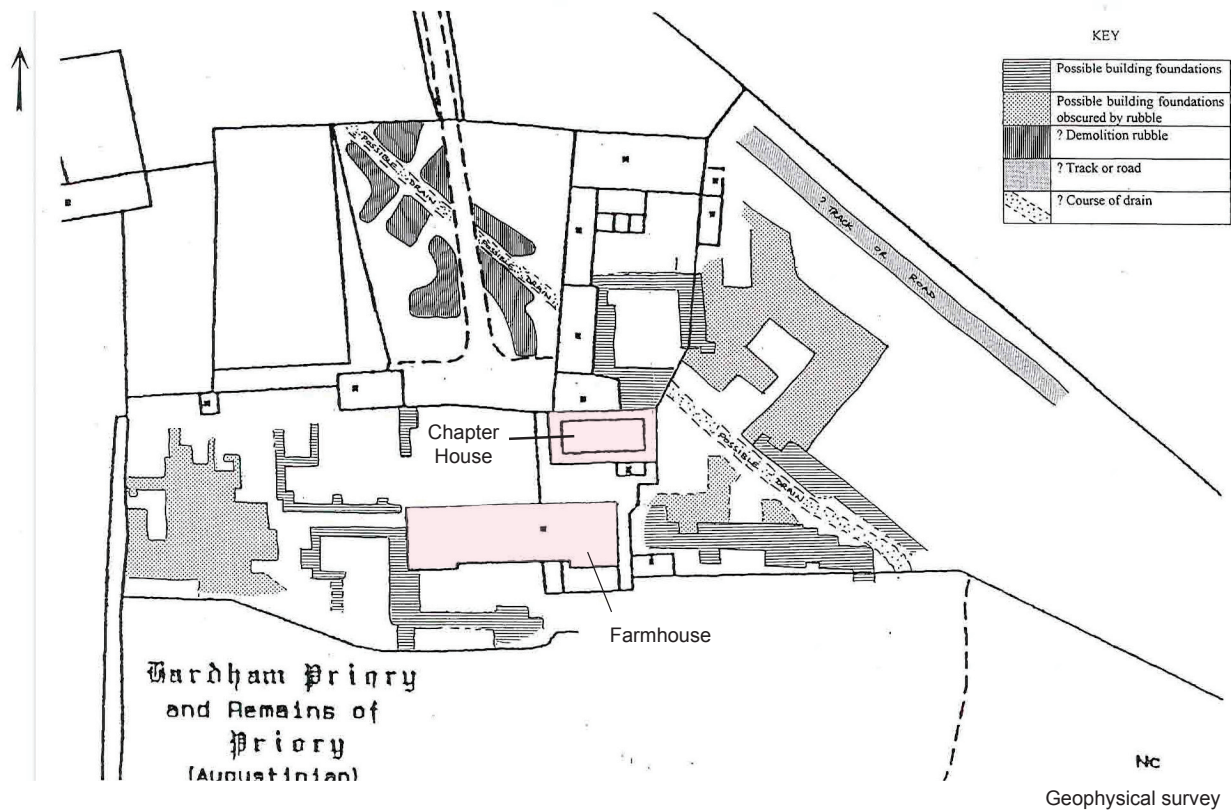 KEY
Possible building foundations
Possible building foundations
obscured by rubble
? Demolition rubble
? Track or road
? Course of drain
POSSIBLE DRAIN
POSSIBLE DRAIN
? TRACK OR ROAD
Chapter
House
POSSIBLE DRAIN
Farmhouse
Hardham Priory
and Remains of
Priory
(Augustinian)
Nc
Geophysical survey